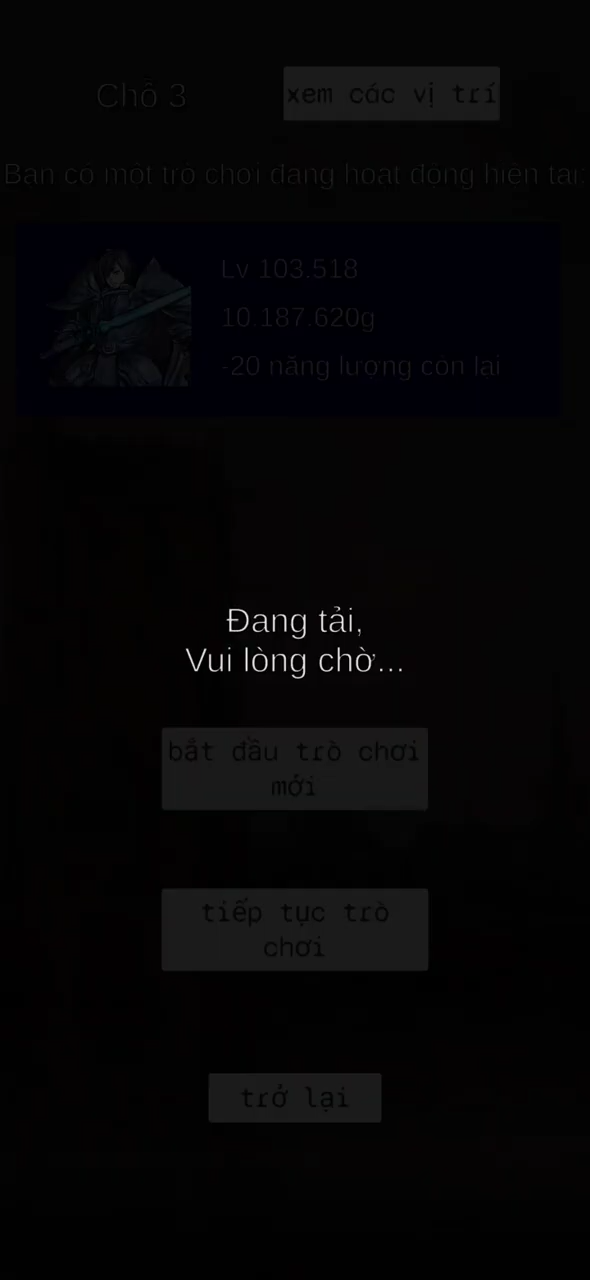 Chỗ 3
xem các vị trí
Bạn có một trò chơi đang hoạt động hiện tại:
Lv 103.518
10.187.620g
-20 năng lượng còn lại
Đang tải,
Vui lòng chờ...
bắt đầu trò chơi
mới
tiếp tục trò
chơi
trở lại